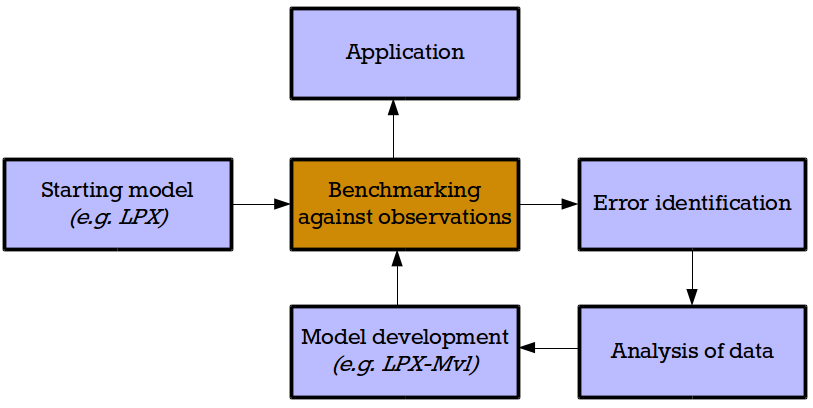 Application
Starting model
(e.g. LPX)
Benchmarking
against observations
Error identification
Model development
(e.g. LPX-Mv1)
Analysis of data